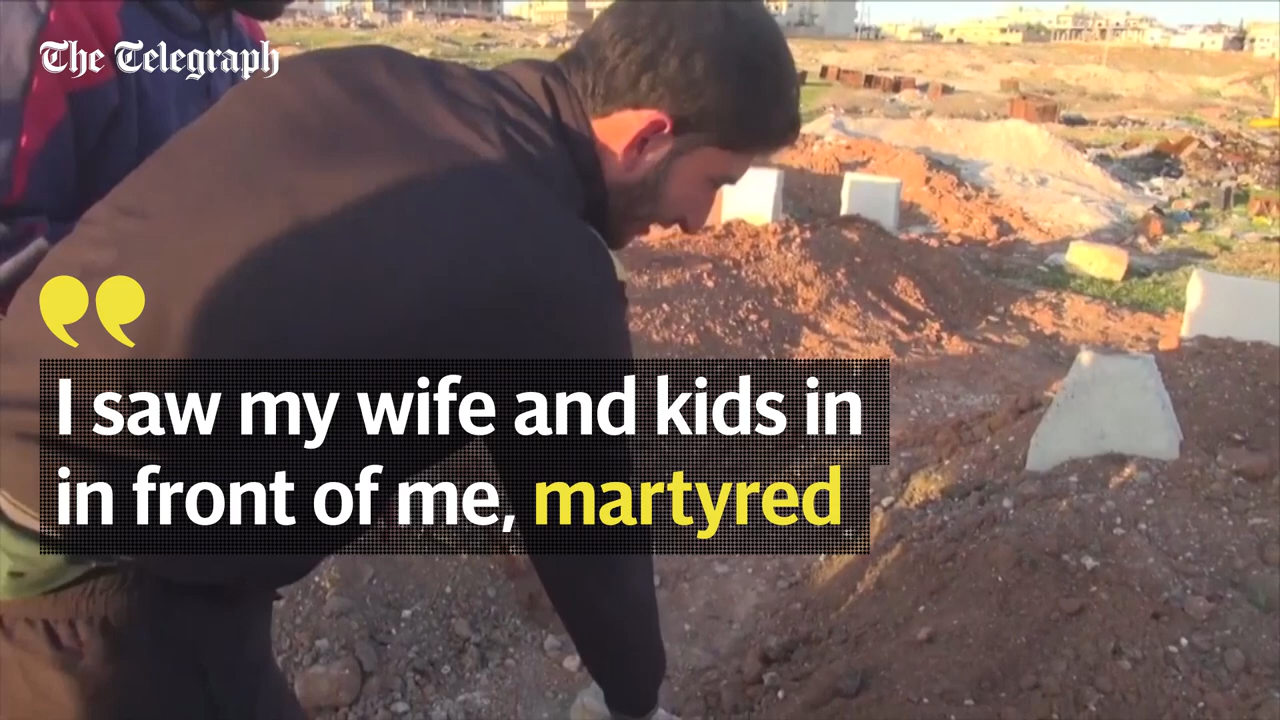 The Telegraph
I saw my wife and kids in
in front of me, martyred